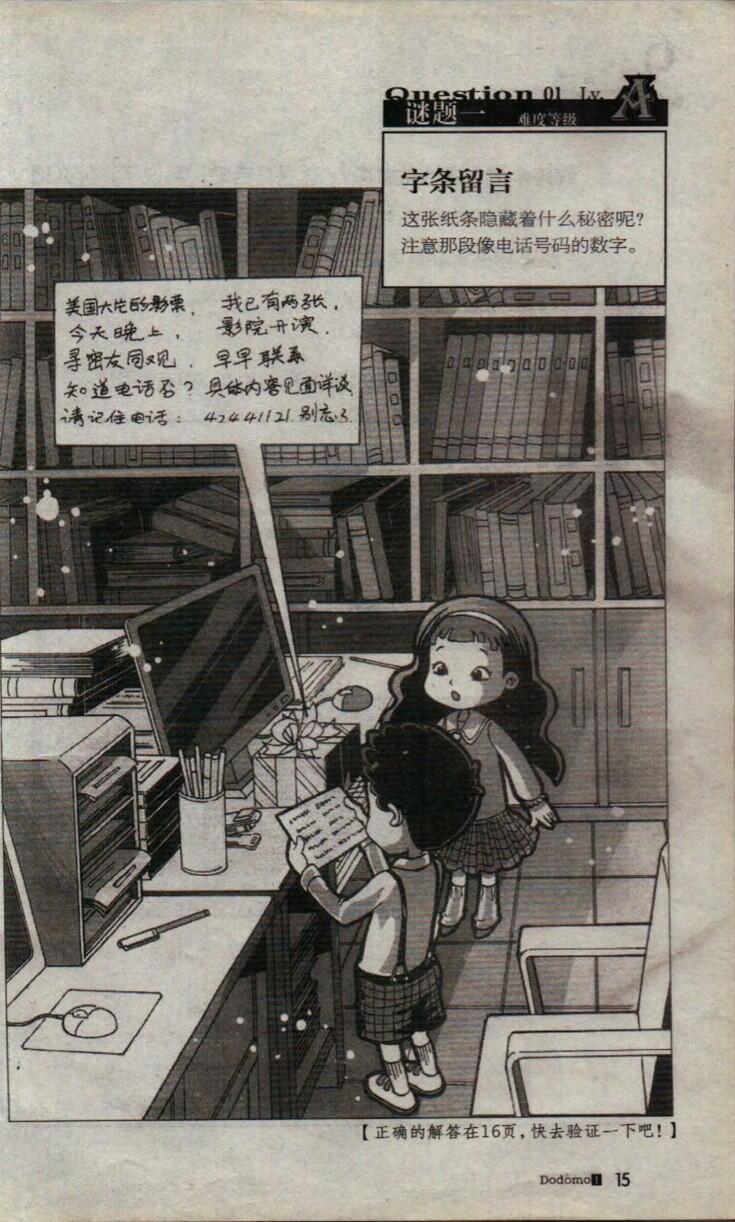 Question 01 Lv. A
谜题一 难度等级
字条留言
这张纸条隐藏着什么秘密呢?
注意那段像电话号码的数字。
美国大片的影票, 我已有两张,
今天晚上, 影院开演.
寻密友同观, 早早联系
知道电话否? 具体内容见面详谈
请记住电话: 42441121. 别忘了.
【正确的解答在16页, 快去验证一下吧!】
Dodomo1 15